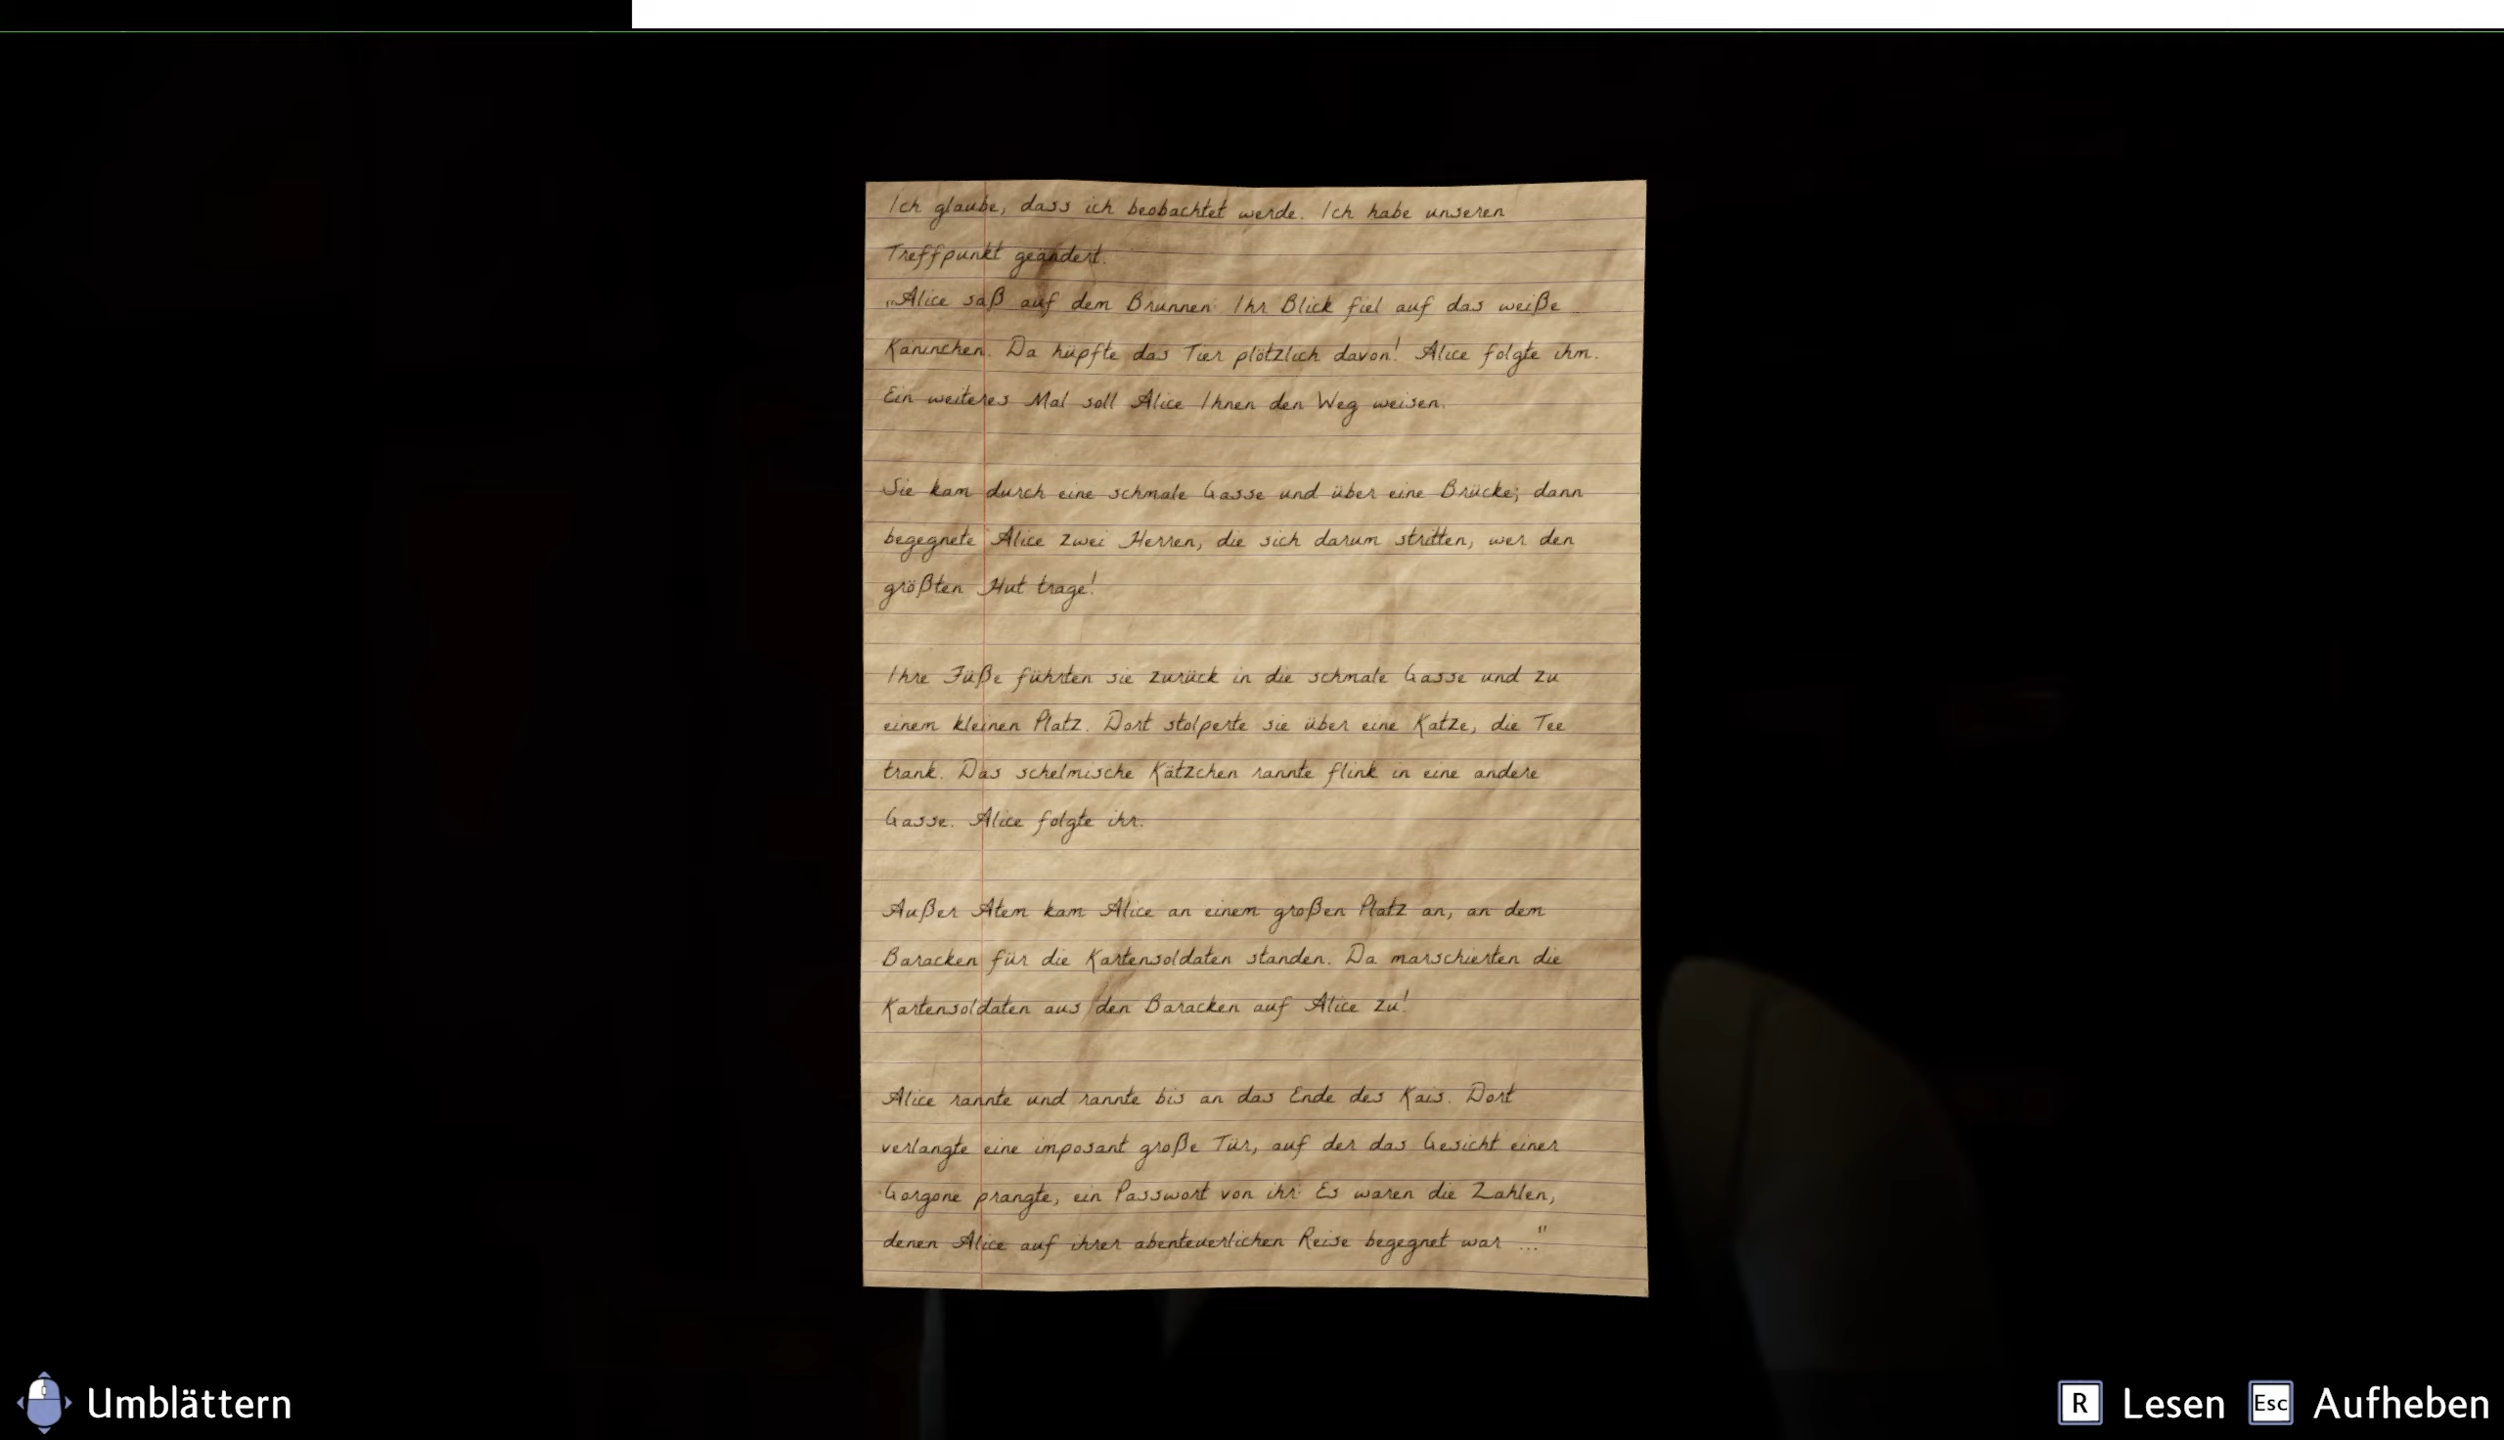 Ich glaube, dass ich beobachtet werde. Ich habe unseren
Treffpunkt geändert.
„Alice saß auf dem Brunnen. Ihr Blick fiel auf das weiße
Kaninchen. Da hüpfte das Tier plötzlich davon! Alice folgte ihm.
Ein weiteres Mal soll Alice Ihnen den Weg weisen.
Sie kam durch eine schmale Gasse und über eine Brücke; dann
begegnete Alice zwei Herren, die sich darum stritten, wer den
größten Hut trage!
Ihre Füße führten sie zurück in die schmale Gasse und zu
einem kleinen Platz. Dort stolperte sie über eine Katze, die Tee
trank. Das schelmische Kätzchen rannte flink in eine andere
Gasse. Alice folgte ihr.
Außer Atem kam Alice an einem großen Platz an, an dem
Baracken für die Kartensoldaten standen. Da marschierten die
Kartensoldaten aus den Baracken auf Alice zu!
Alice rannte und rannte bis an das Ende des Kais. Dort
verlangte eine imposant große Tür, auf der das Gesicht einer
Gorgone prangte, ein Passwort von ihr. Es waren die Zahlen,
denen Alice auf ihrer abenteuerlichen Reise begegnet war ..."
Umblättern
R Lesen Esc Aufheben